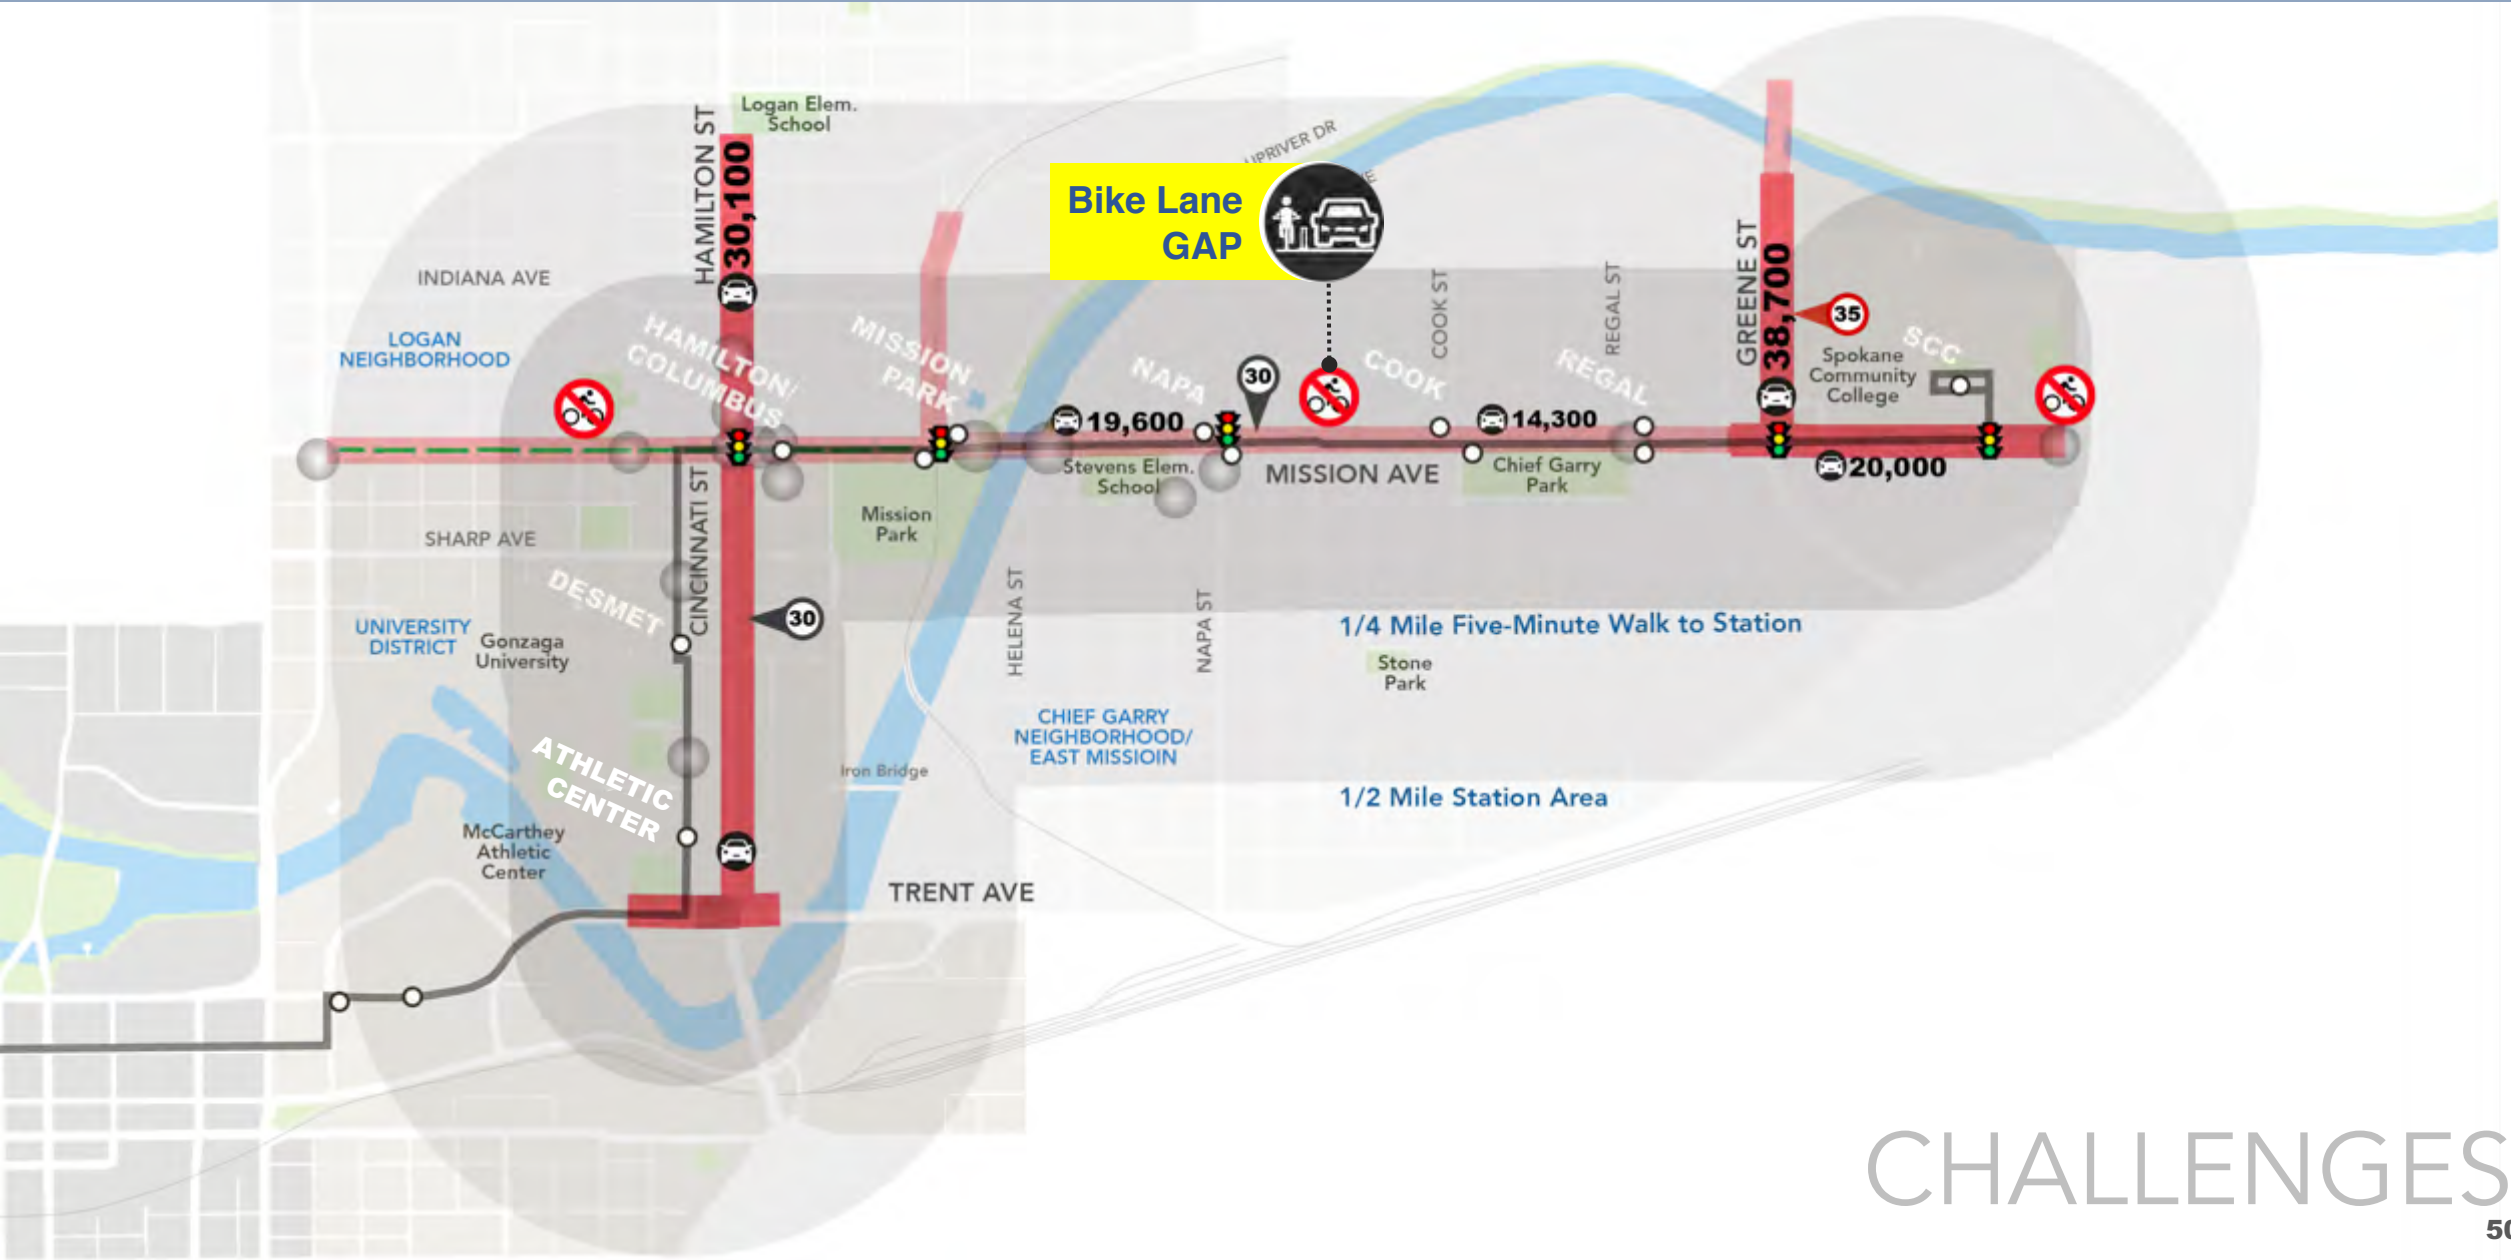 Logan Elem.
School
HAMILTON ST
30,100
UPRIVER DR
Bike Lane
GAP
INDIANA AVE
LOGAN
NEIGHBORHOOD
HAMILTON/
COLUMBUS
MISSION
PARK
NAPA
30
COOK
COOK ST
REGAL
REGAL ST
GREENE ST
38,700
35
SCC
Spokane
Community
College
19,600
14,300
20,000
Stevens Elem.
School
MISSION AVE
Chief Garry
Park
CINCINNATI ST
Mission
Park
SHARP AVE
DESMET
30
HELENA ST
NAPA ST
1/4 Mile Five-Minute Walk to Station
UNIVERSITY
DISTRICT
Gonzaga
University
Stone
Park
CHIEF GARRY
NEIGHBORHOOD/
EAST MISSIOIN
ATHLETIC
CENTER
Iron Bridge
1/2 Mile Station Area
McCarthey
Athletic
Center
TRENT AVE
CHALLENGES
50